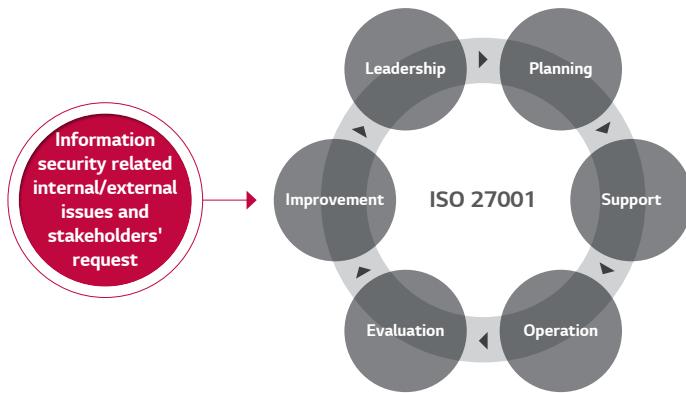 Information
security related
internal/external
issues and
stakeholders'
request
Leadership
Planning
Improvement
ISO 27001
Support
Evaluation
Operation